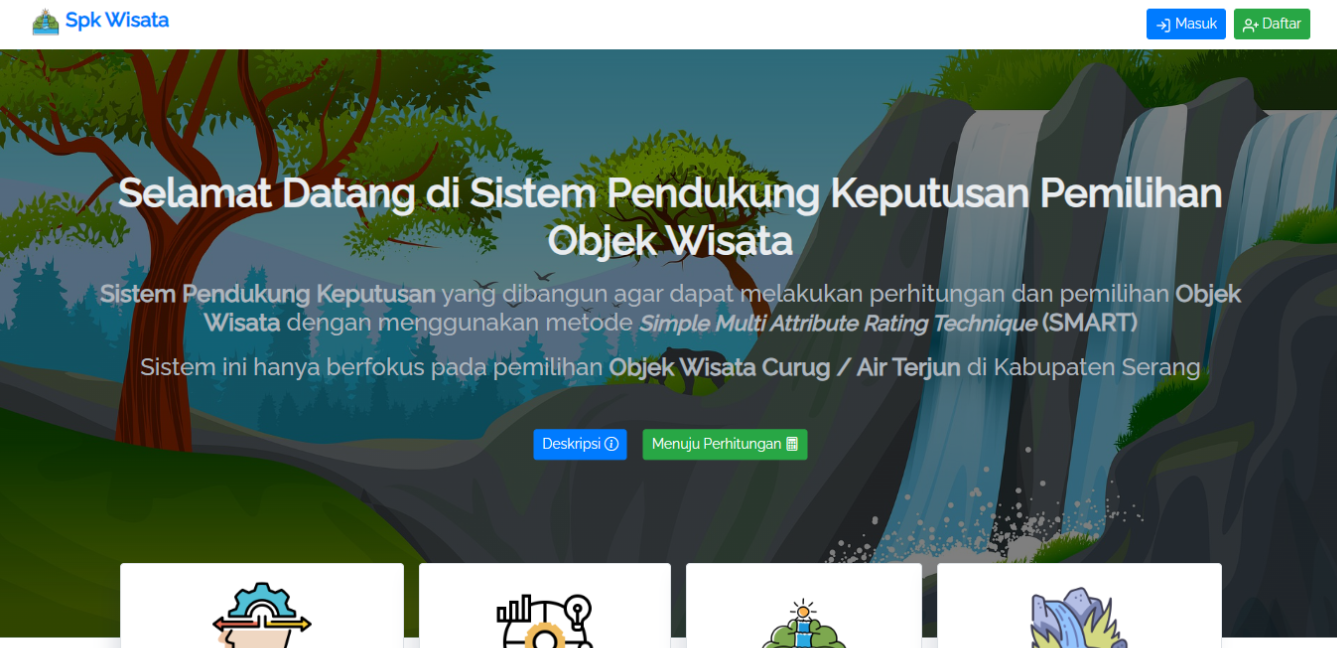 Spk Wisata
Masuk
Daftar
Selamat Datang di Sistem Pendukung Keputusan Pemilihan
Objek Wisata
Sistem Pendukung Keputusan yang dibangun agar dapat melakukan perhitungan dan pemilihan Objek
Wisata dengan menggunakan metode Simple Multi Attribute Rating Technique (SMART)
Sistem ini hanya berfokus pada pemilihan Objek Wisata Curug / Air Terjun di Kabupaten Serang
Deskripsi
Menuju Perhitungan